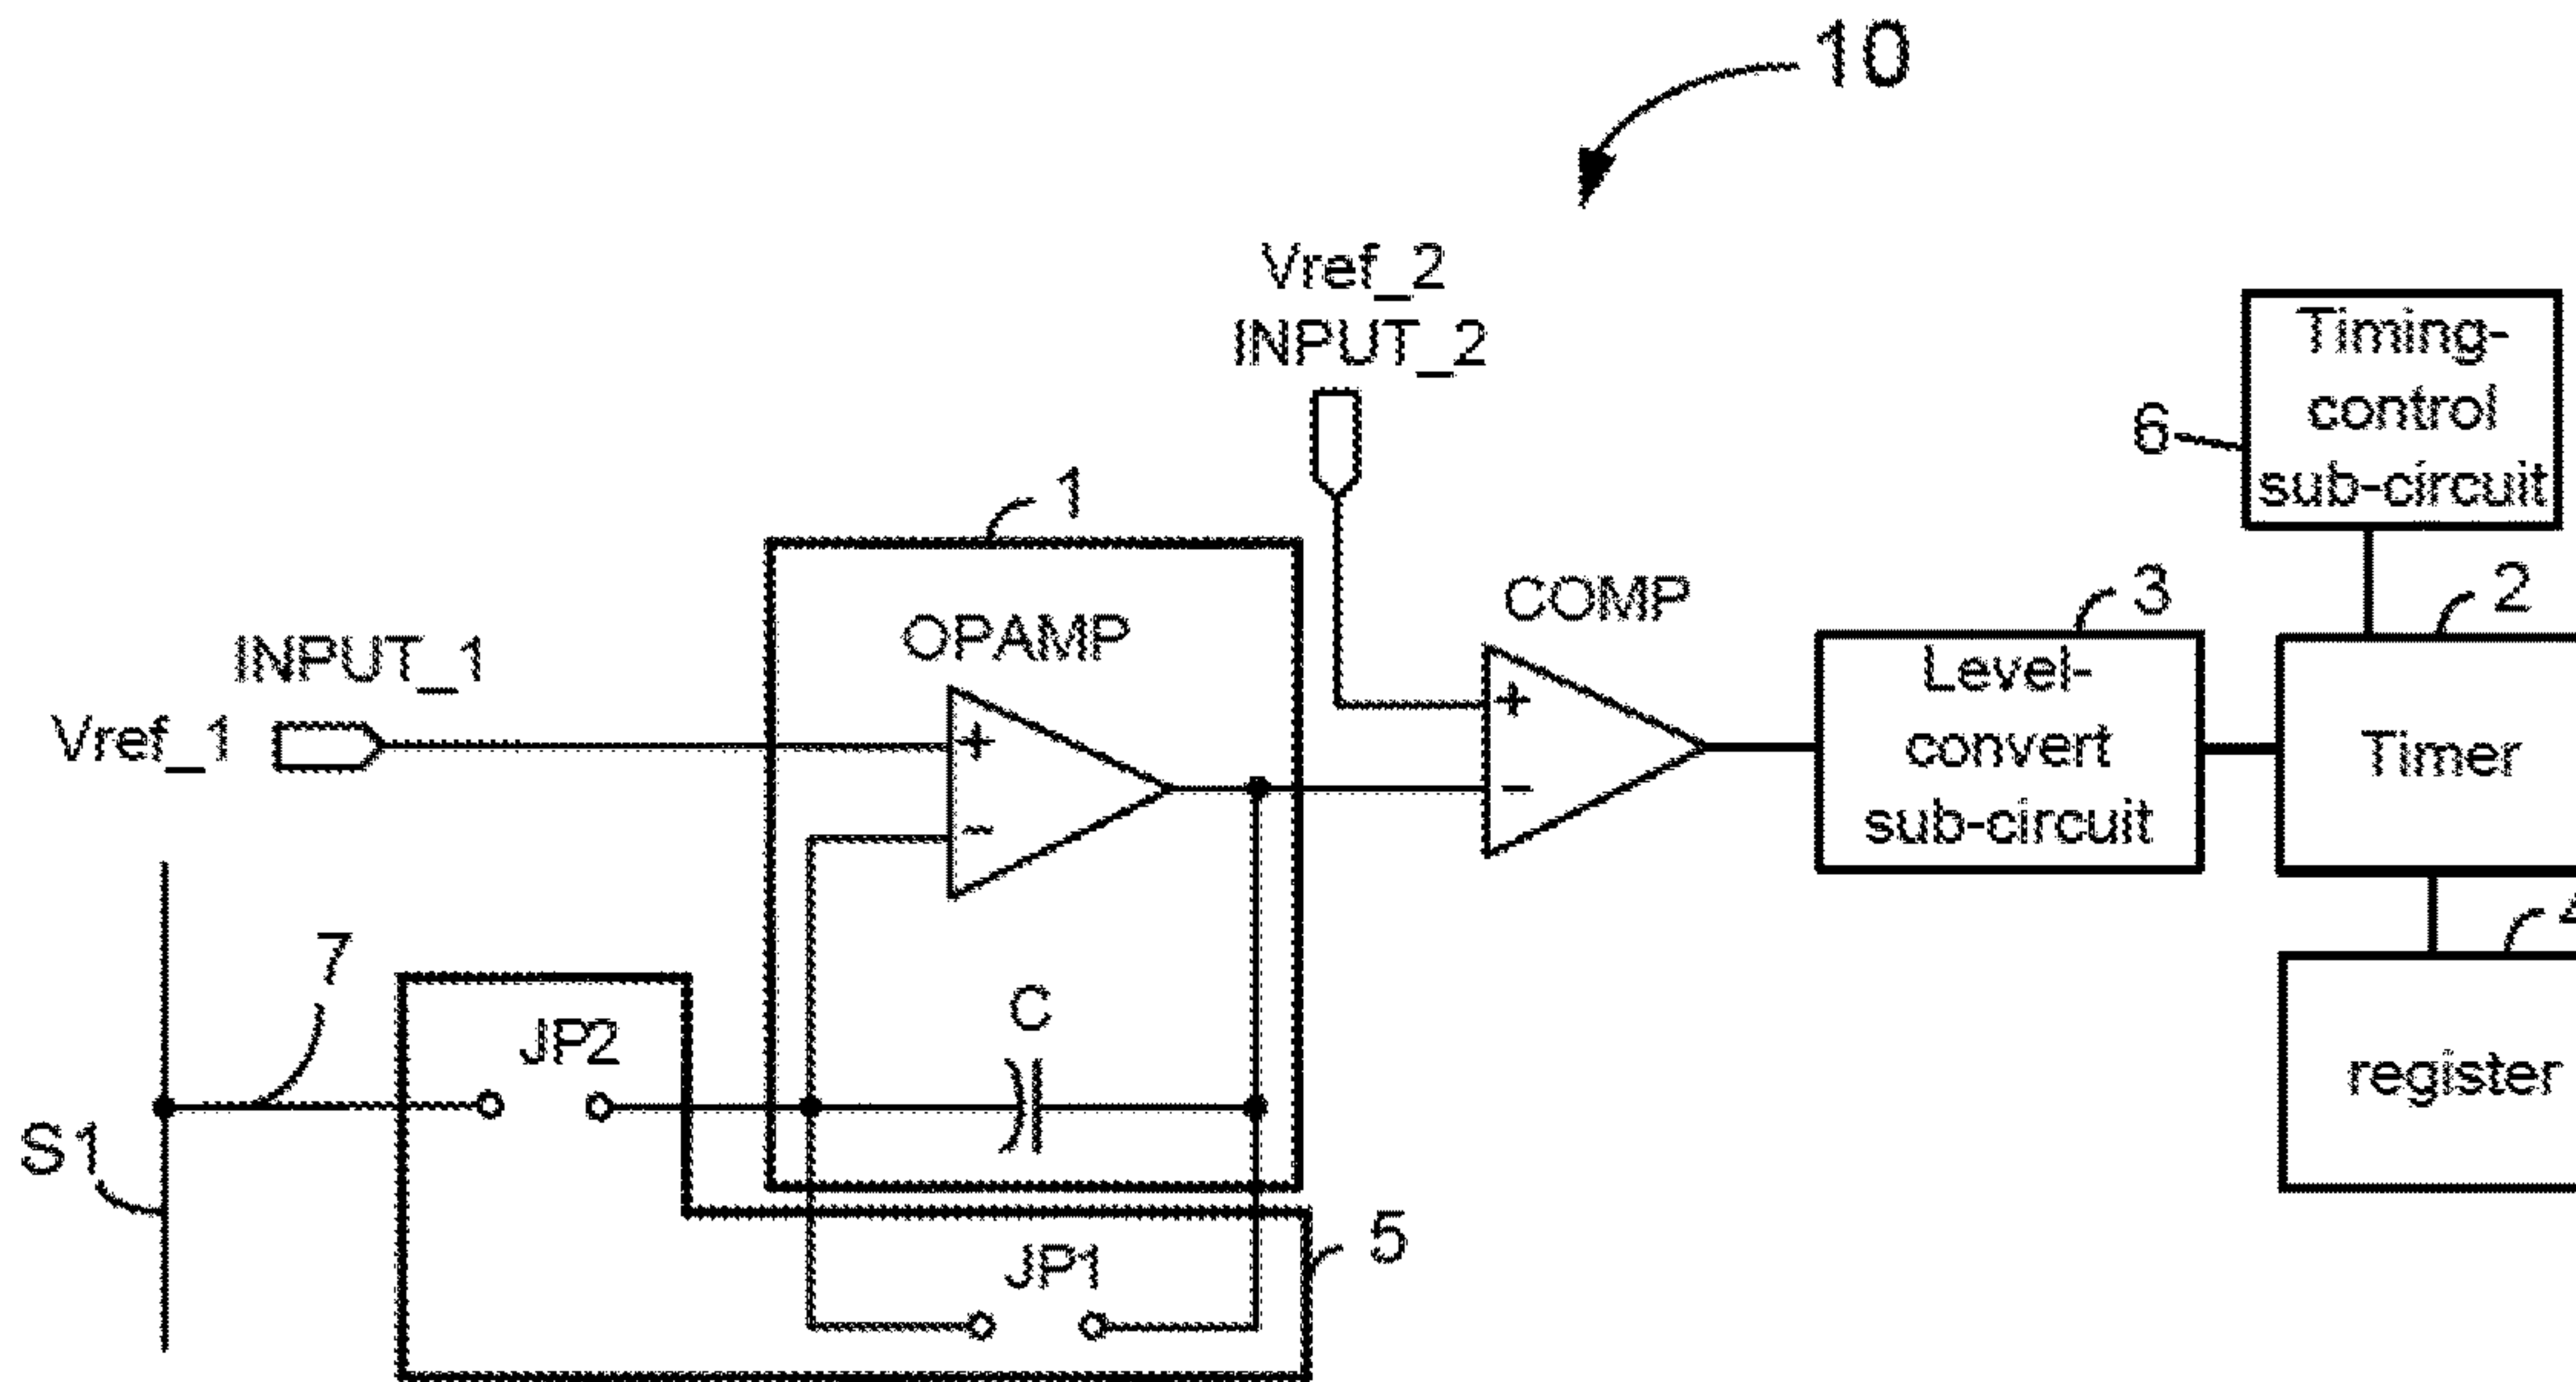 10
Vref_2
INPUT_2
Timing-
control
sub-circuit
6
1
OPAMP
COMP
3
2
INPUT_1
Vref_1
+
-
+
-
Level-
convert
sub-circuit
Timer
4
7
JP2
C
register
S1
5
JP1